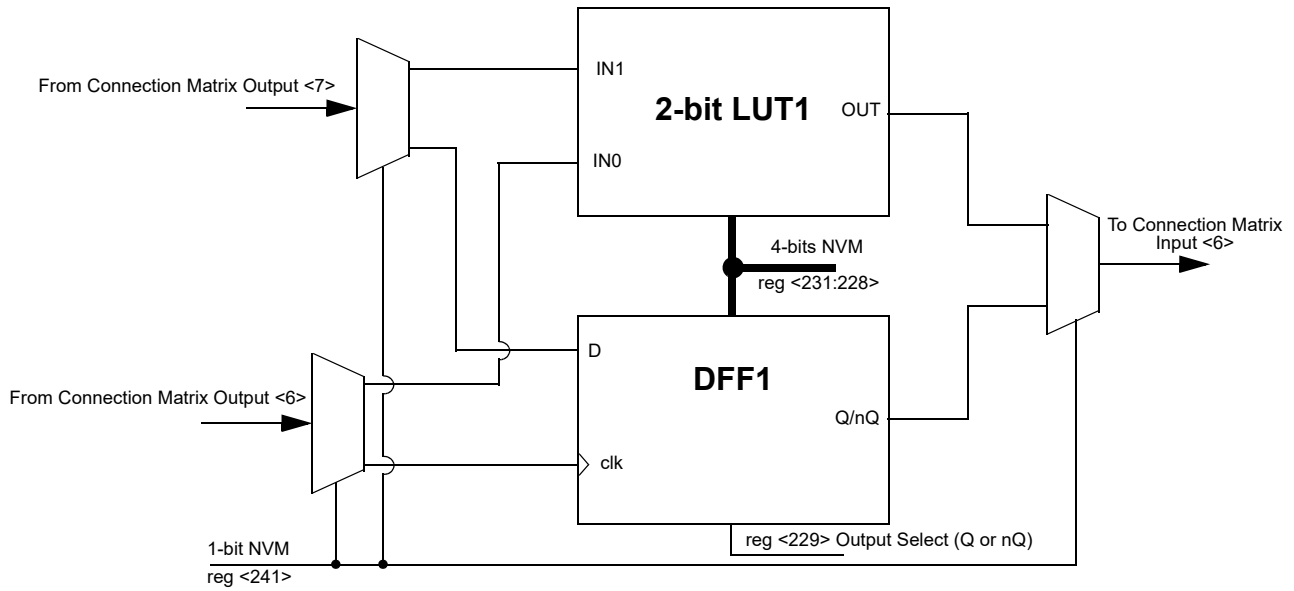 From Connection Matrix Output <7>
IN1
2-bit LUT1
OUT
IN0
To Connection Matrix
Input <6>
4-bits NVM
reg <231:228>
D
DFF1
From Connection Matrix Output <6>
Q/nQ
clk
reg <229> Output Select (Q or nQ)
1-bit NVM
reg <241>